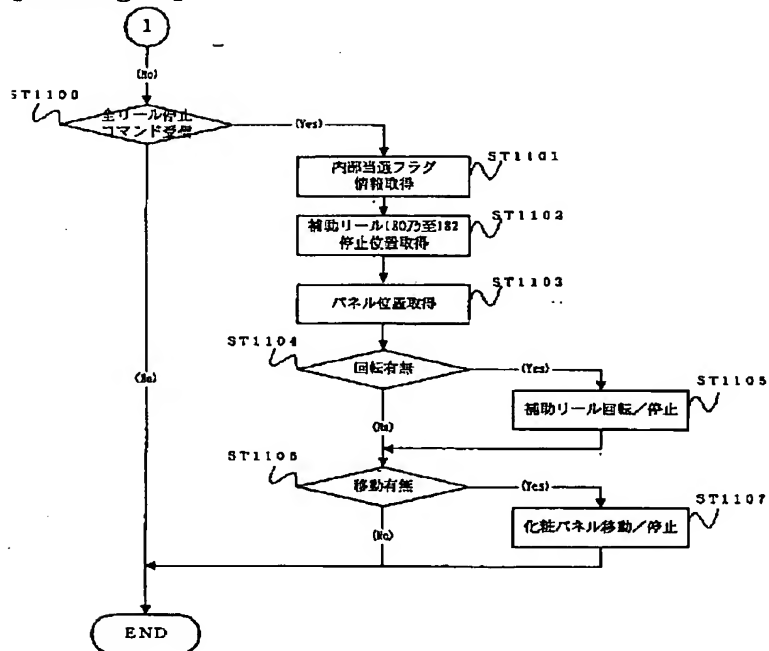 1
(No)
ST1100
全リール停止
コマンド受信
(Yes)
ST1101
内部当選フラグ
情報取得
ST1102
補助リール180乃至182
停止位置取得
ST1103
パネル位置取得
ST1104
回転有無
(Yes)
ST1105
補助リール回転／停止
(No)
(No)
ST1106
移動有無
(Yes)
ST1107
化粧パネル移動／停止
(No)
END